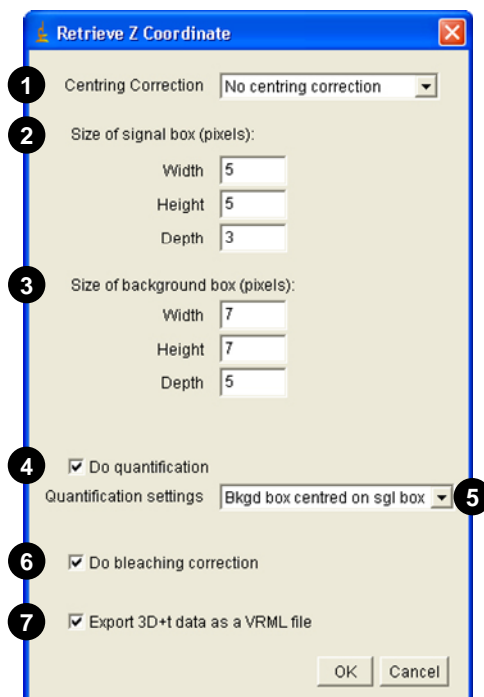 Retrieve Z Coordinate
1 Centring Correction No centring correction
2 Size of signal box (pixels):
Width 5
Height 5
Depth 3
3 Size of background box (pixels):
Width 7
Height 7
Depth 5
4 Do quantification
Quantification settings Bkgd box centred on sgl box 5
6 Do bleaching correction
7 Export 3D+t data as a VRML file
OK Cancel